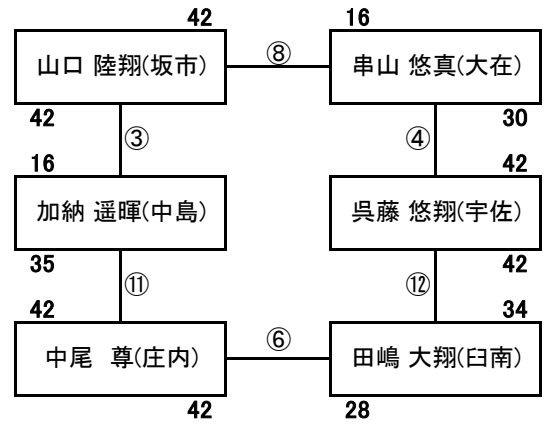 42 16
山口 陸翔(坂市) ⑧ 串山 悠真(大在)
42 ③ ④ 30
16 42
加納 遥暉(中島) 呉藤 悠翔(宇佐)
35 ⑪ ⑫ 42
42 34
中尾 尊(庄内) ⑥ 田嶋 大翔(臼南)
42 28